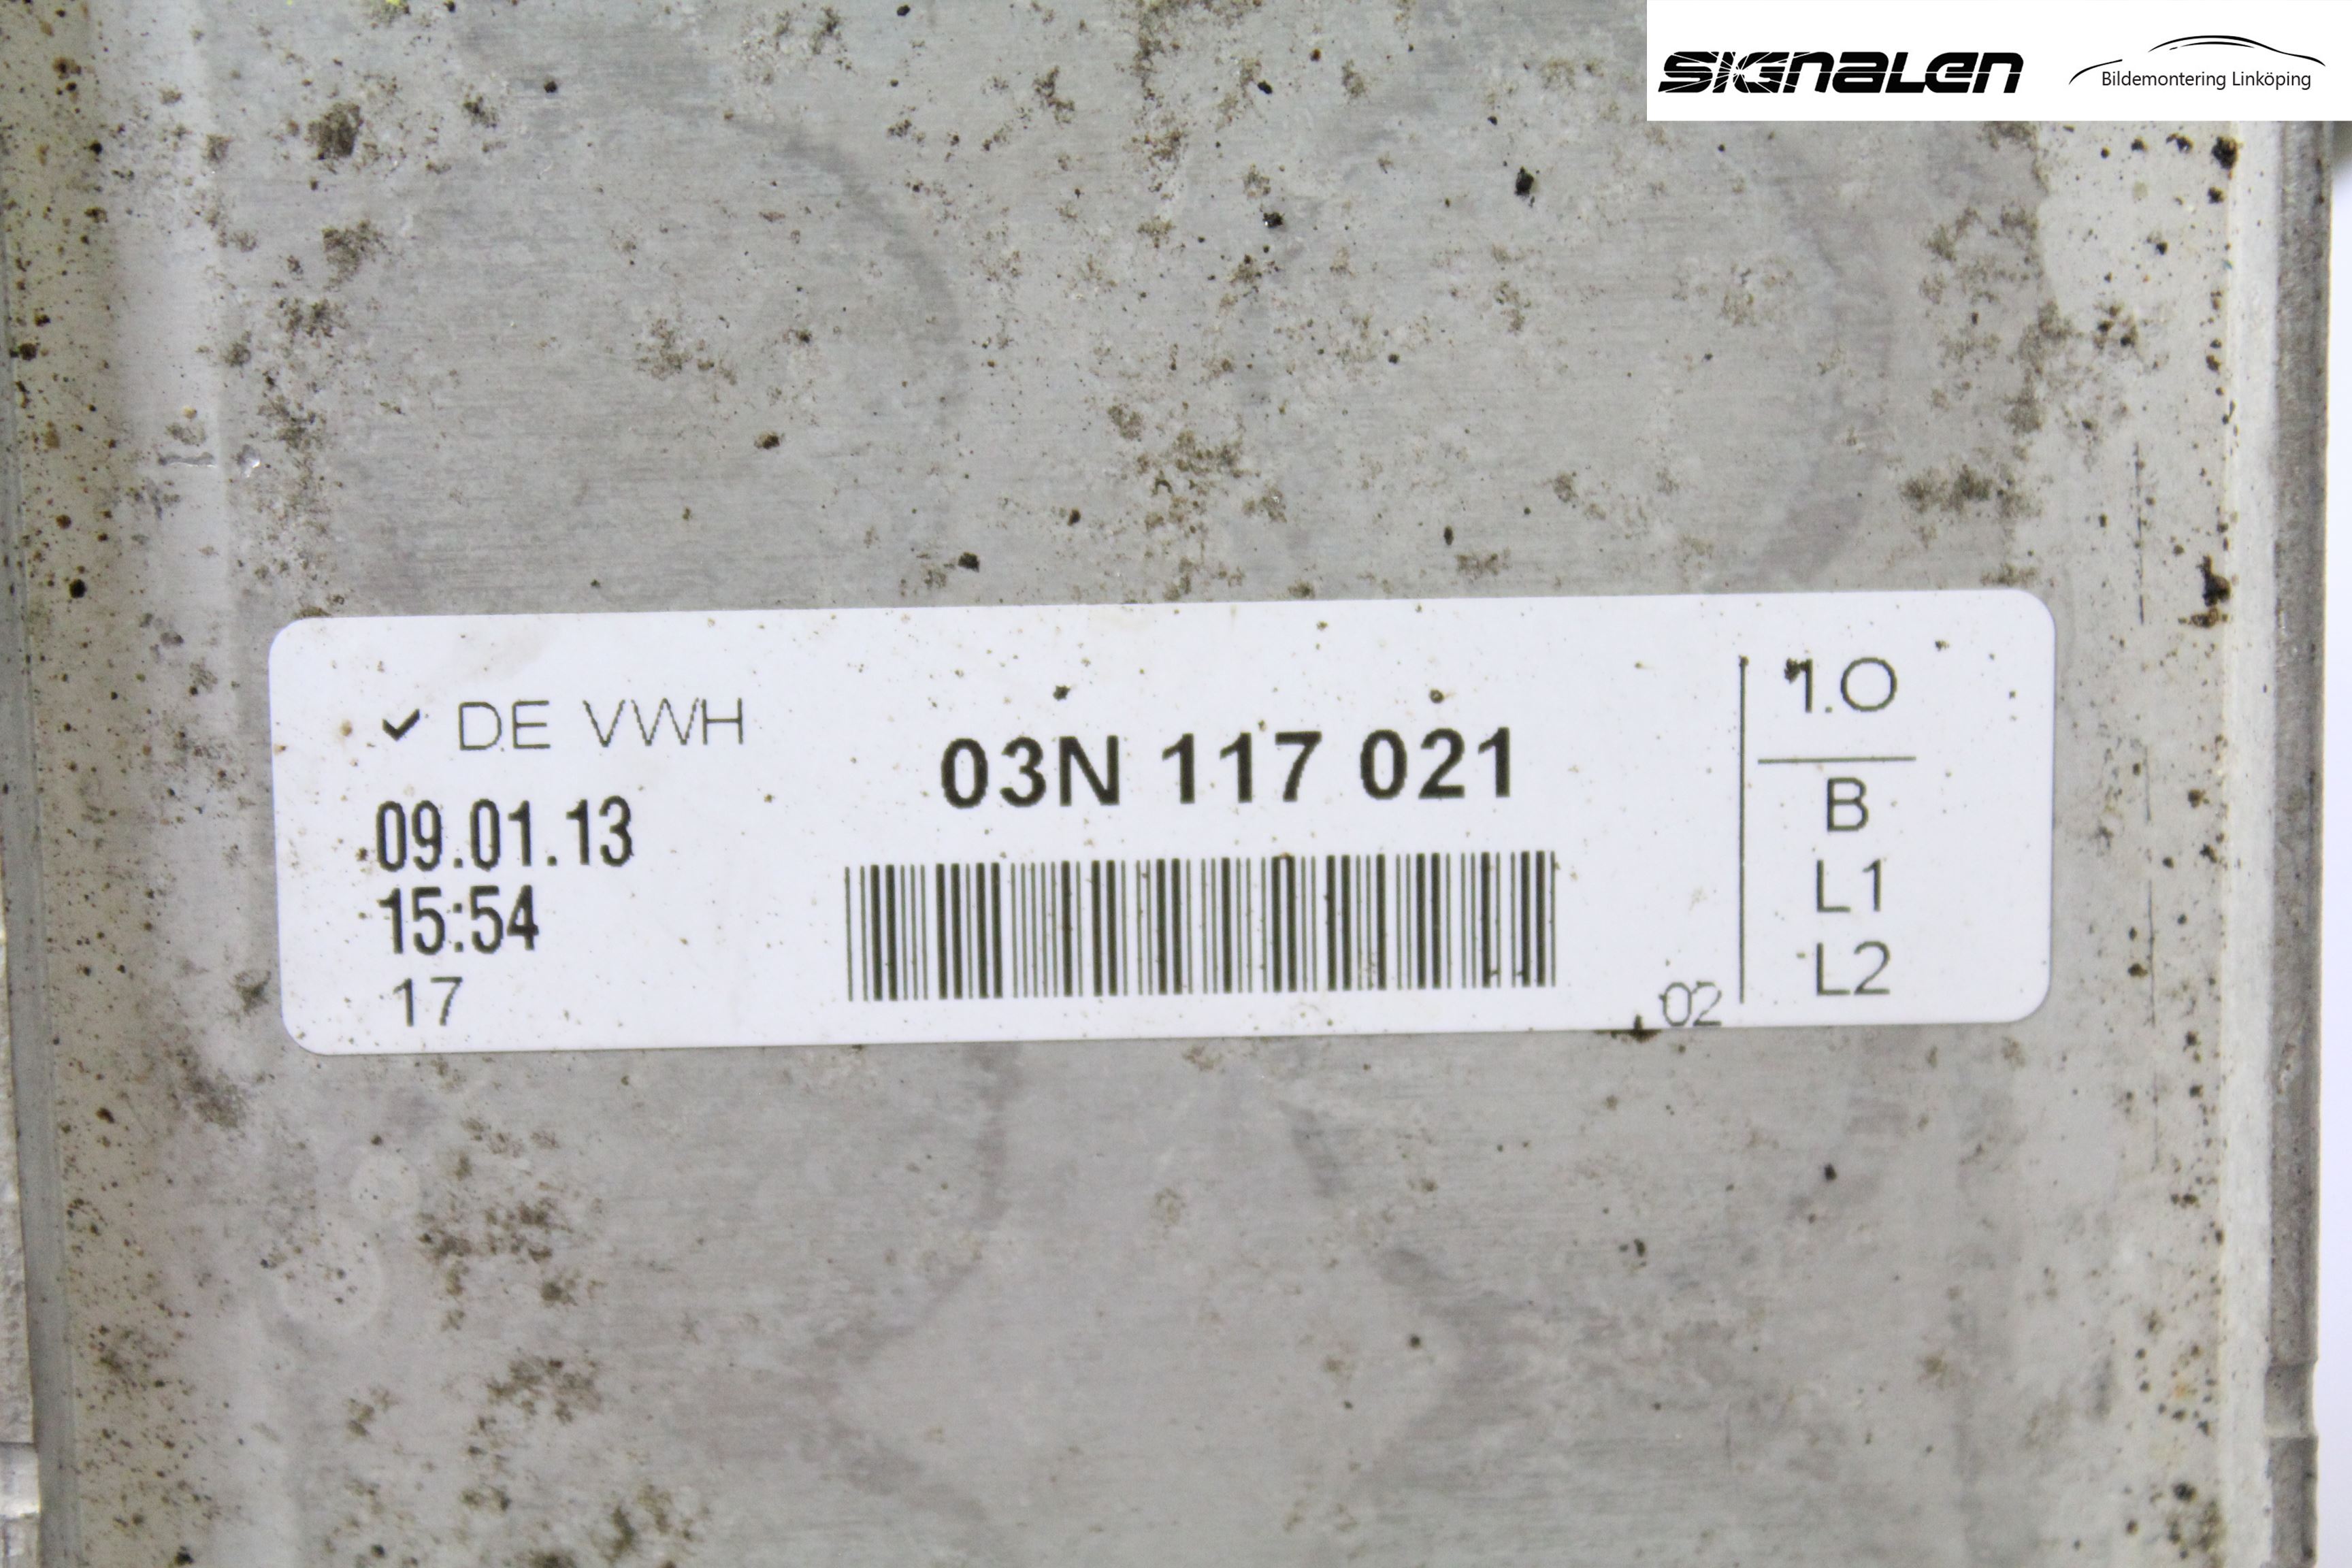 SIGNALEN
Bildemontering Linköping
✓ DE VWH
09.01.13
15:54
17
03N 117 021
02
1.0
B
L1
L2